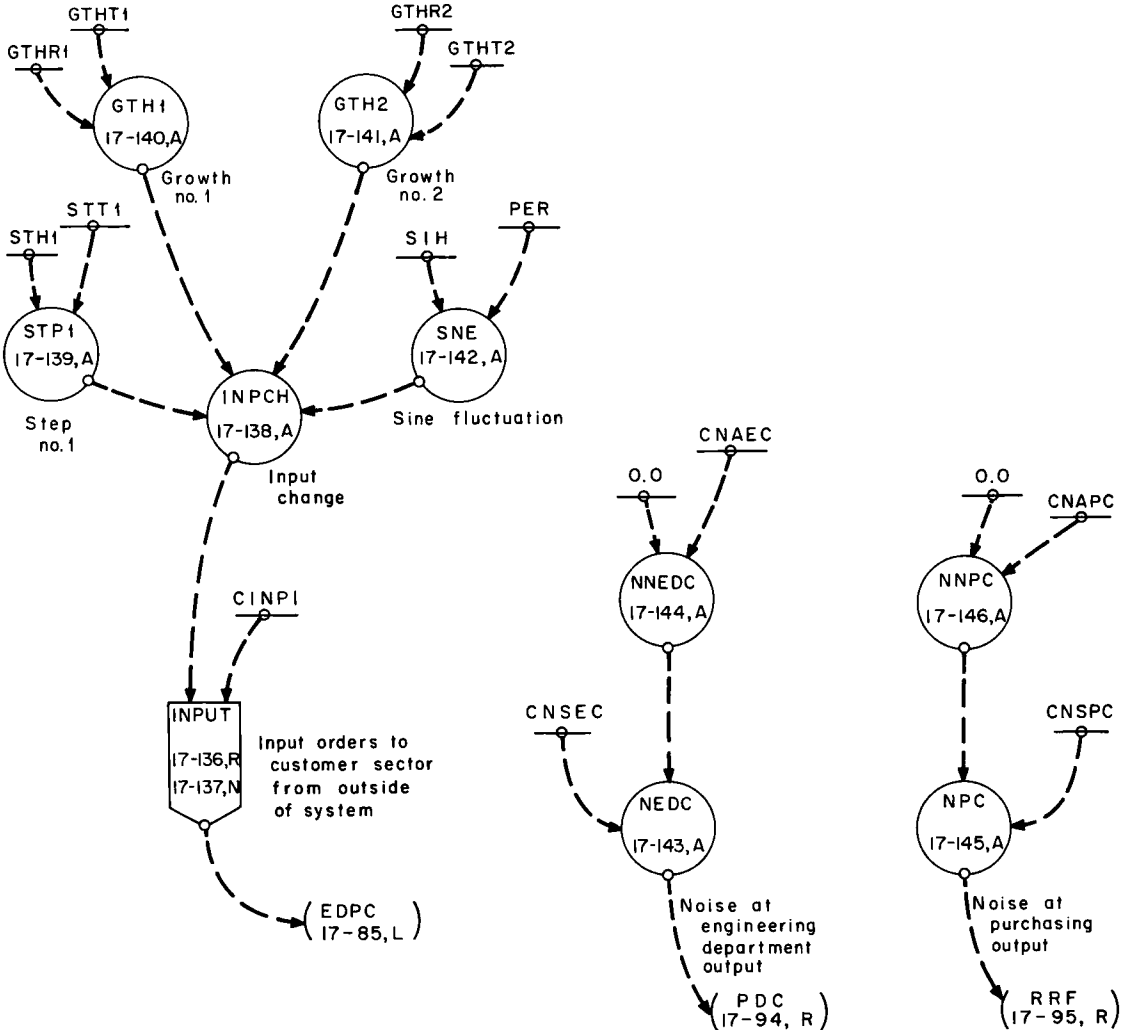 GTHT1
GTHR1
GTH1
17-140,A
Growth
no.1
GTHR2
GTHT2
GTH2
17-141,A
Growth
no.2
STT1
STH1
STP1
17-139,A
Step
no.1
PER
SIH
SNE
17-142,A
Sine fluctuation
INPCH
17-138,A
Input
change
CINPI
INPUT
17-136,R
17-137,N
Input orders to
customer sector
from outside
of system
EDPC
17-85,L
CNAEC
0.0
NNEDC
17-144,A
CNSEC
NEDC
17-143,A
Noise at
engineering
department
output
PDC
17-94, R
0.0
CNAPC
NNPC
17-146,A
CNSPC
NPC
17-145,A
Noise at
purchasing
output
RRF
17-95, R